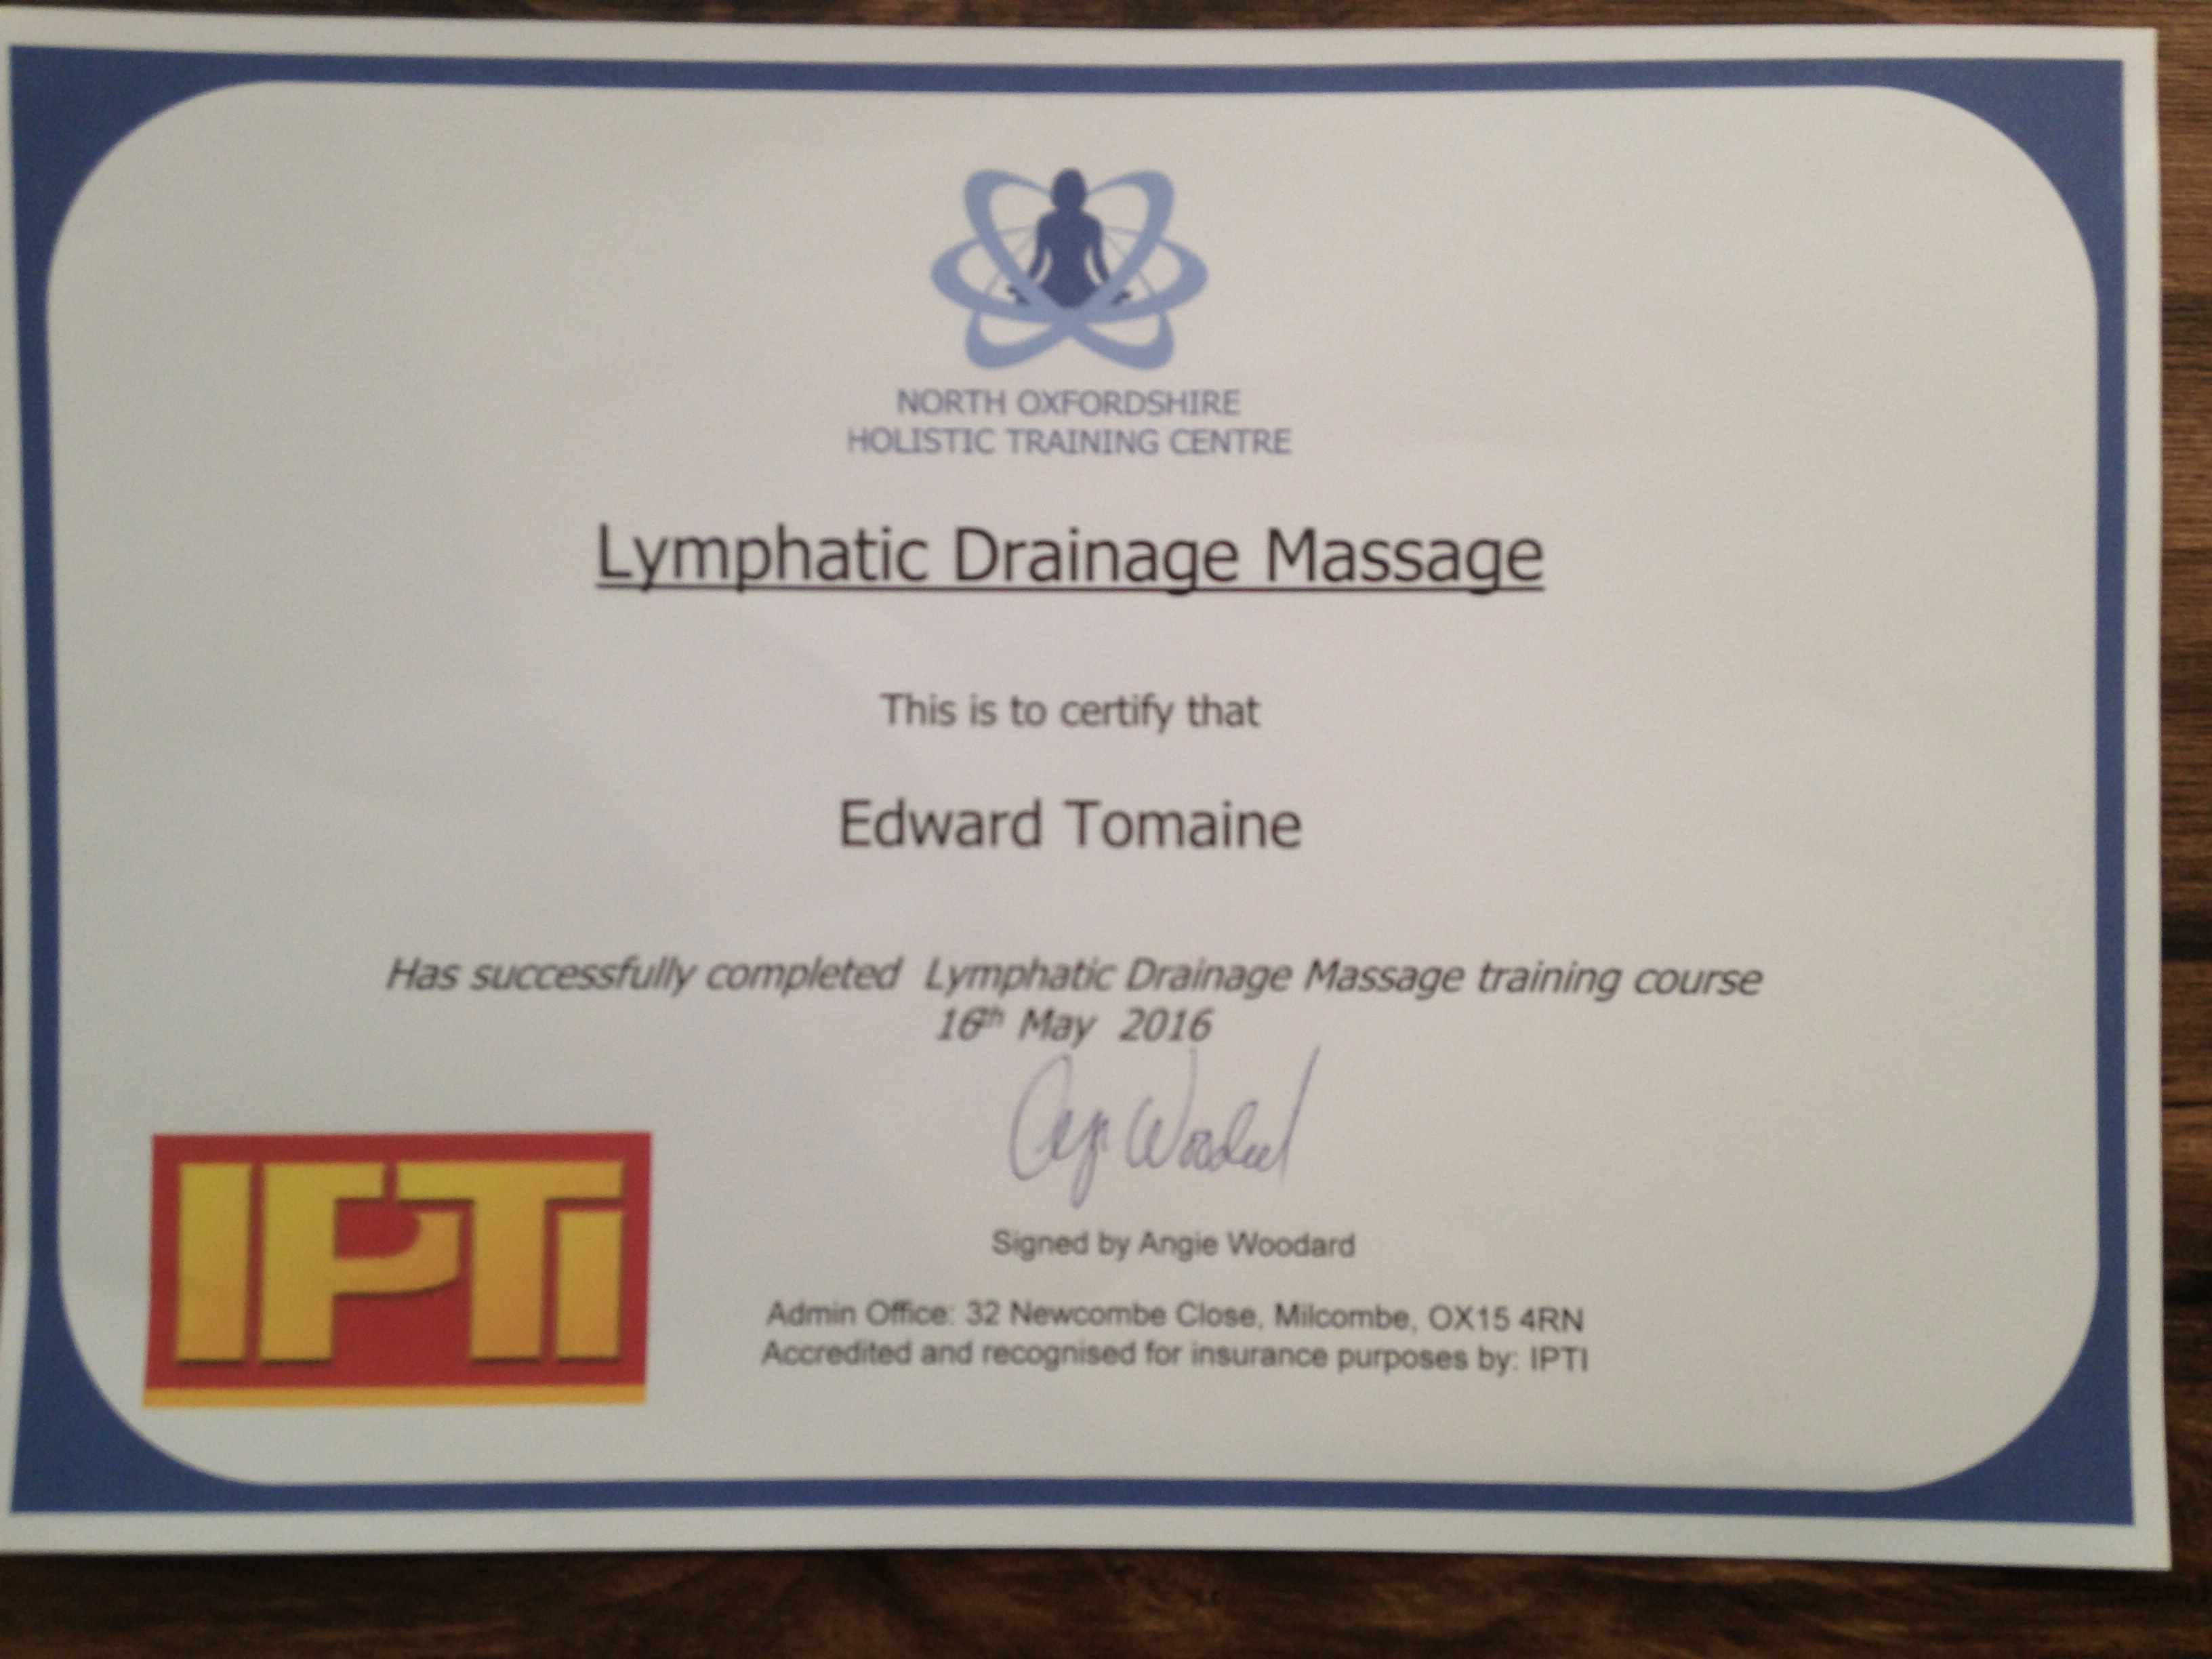 NORTH OXFORDSHIRE
HOLISTIC TRAINING CENTRE
Lymphatic Drainage Massage
This is to certify that
Edward Tomaine
Has successfully completed Lymphatic Drainage Massage training course
16th May 2016
Angie Woodard
Signed by Angie Woodard
IPTi
Admin Office: 32 Newcombe Close, Milcombe, OX15 4RN
Accredited and recognised for insurance purposes by: IPTI